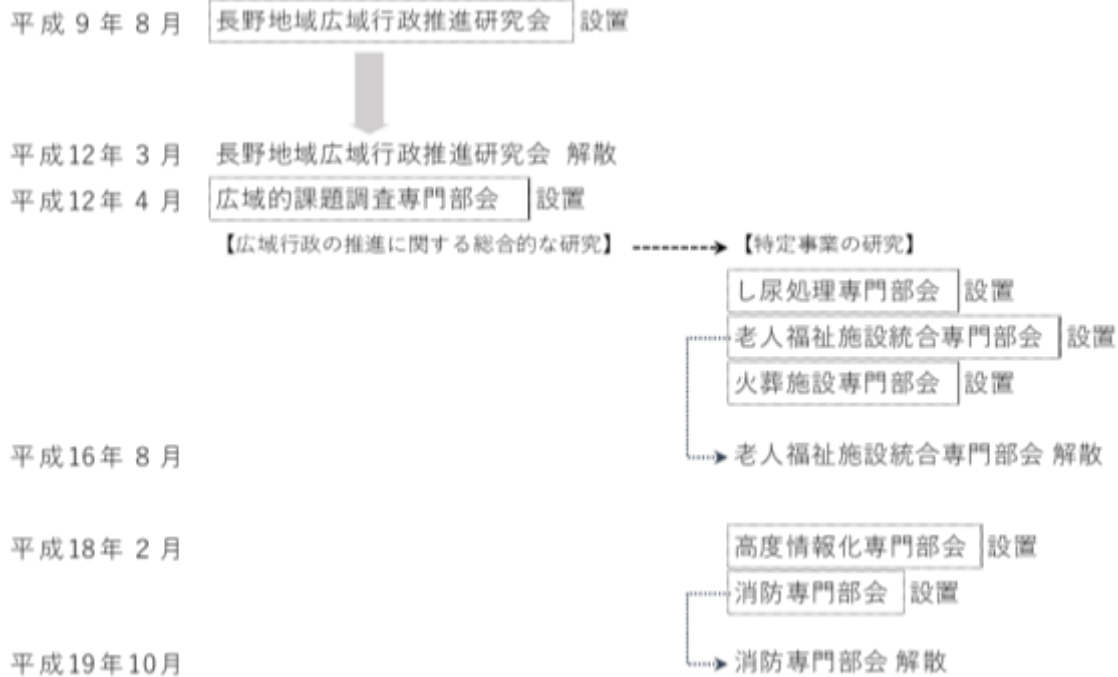 平成9年8月 長野地域広域行政推進研究会 設置
平成12年3月 長野地域広域行政推進研究会 解散
平成12年4月 広域的課題調査専門部会 設置
【広域行政の推進に関する総合的な研究】 【特定事業の研究】
し尿処理専門部会 設置
老人福祉施設統合専門部会 設置
火葬施設専門部会 設置
平成16年8月 老人福祉施設統合専門部会 解散
平成18年2月 高度情報化専門部会 設置
消防専門部会 設置
平成19年10月 消防専門部会 解散